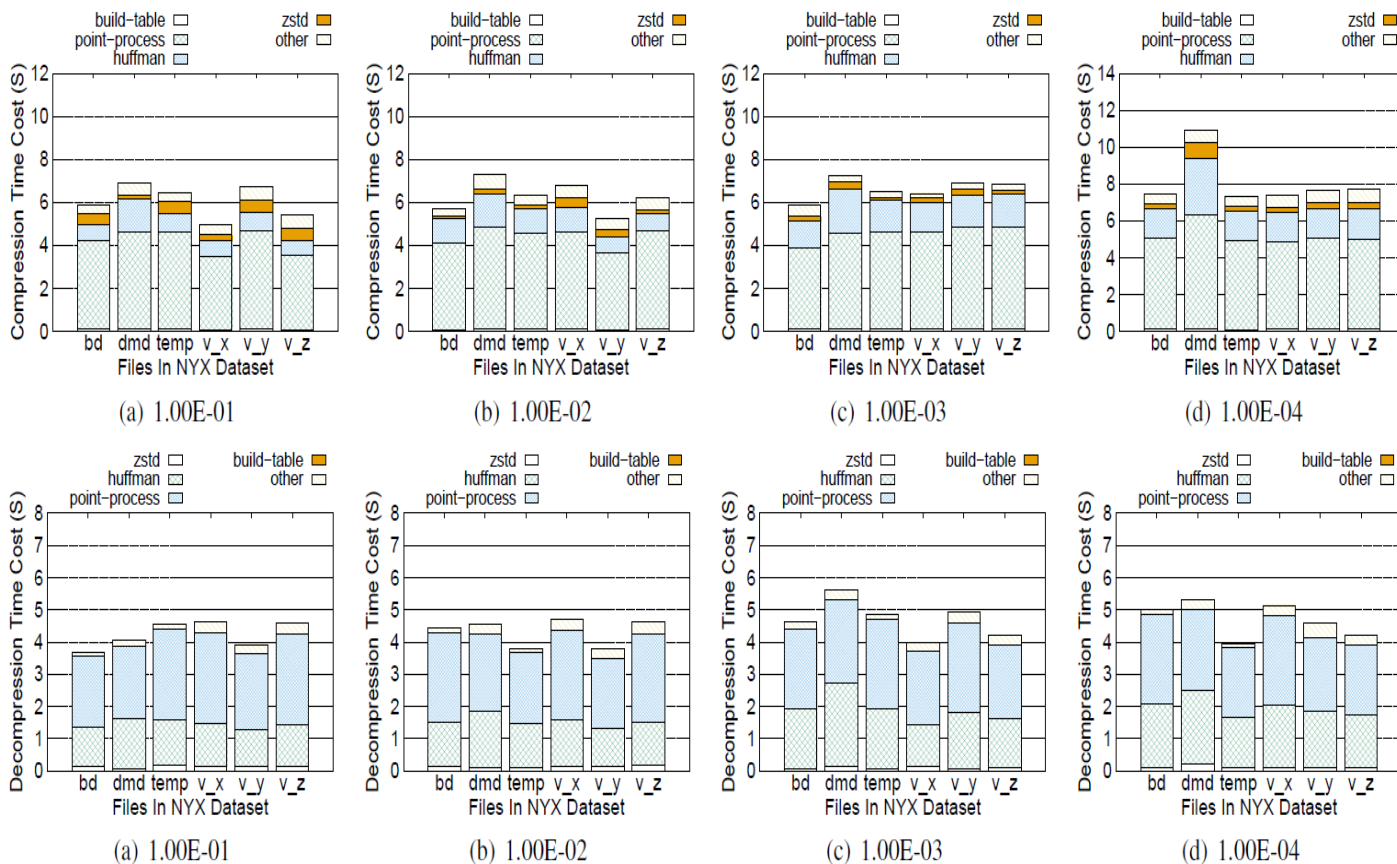 build-table
point-process
huffman
zstd
other
Compression Time Cost (S)
12
10
8
6
4
2
0
bd dmd temp v_x v_y v_z
Files In NYX Dataset
(a) 1.00E-01
build-table
point-process
huffman
zstd
other
Compression Time Cost (S)
12
10
8
6
4
2
0
bd dmd temp v_x v_y v_z
Files In NYX Dataset
(b) 1.00E-02
build-table
point-process
huffman
zstd
other
Compression Time Cost (S)
12
10
8
6
4
2
0
bd dmd temp v_x v_y v_z
Files In NYX Dataset
(c) 1.00E-03
build-table
point-process
huffman
zstd
other
Compression Time Cost (S)
14
12
10
8
6
4
2
0
bd dmd temp v_x v_y v_z
Files In NYX Dataset
(d) 1.00E-04
zstd
huffman
point-process
build-table
other
Decompression Time Cost (S)
8
7
6
5
4
3
2
1
0
bd dmd temp v_x v_y v_z
Files In NYX Dataset
(a) 1.00E-01
zstd
huffman
point-process
build-table
other
Decompression Time Cost (S)
8
7
6
5
4
3
2
1
0
bd dmd temp v_x v_y v_z
Files In NYX Dataset
(b) 1.00E-02
zstd
huffman
point-process
build-table
other
Decompression Time Cost (S)
8
7
6
5
4
3
2
1
0
bd dmd temp v_x v_y v_z
Files In NYX Dataset
(c) 1.00E-03
zstd
huffman
point-process
build-table
other
Decompression Time Cost (S)
8
7
6
5
4
3
2
1
0
bd dmd temp v_x v_y v_z
Files In NYX Dataset
(d) 1.00E-04